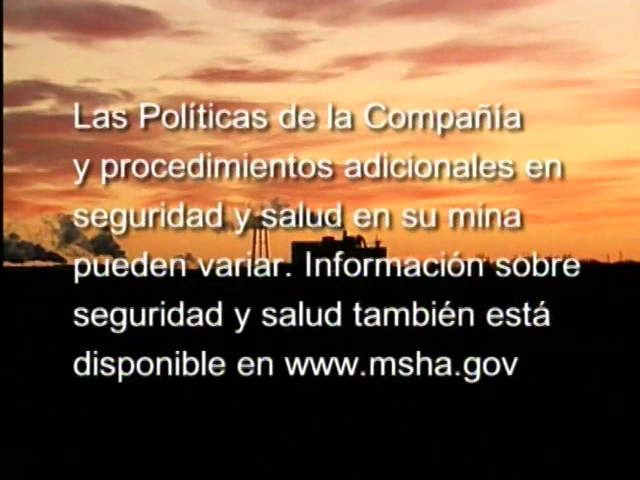 Las Políticas de la Compañía
y procedimientos adicionales en
seguridad y salud en su mina
pueden variar. Información sobre
seguridad y salud también está
disponible en www.msha.gov